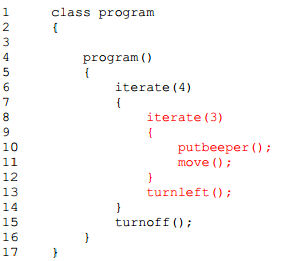 1 class program
2 {
3
4 program()
5 {
6 iterate(4)
7 {
8 iterate(3)
9 {
10 putbeeper();
11 move();
12 }
13 turnleft();
14 }
15 turnoff();
16 }
17 }